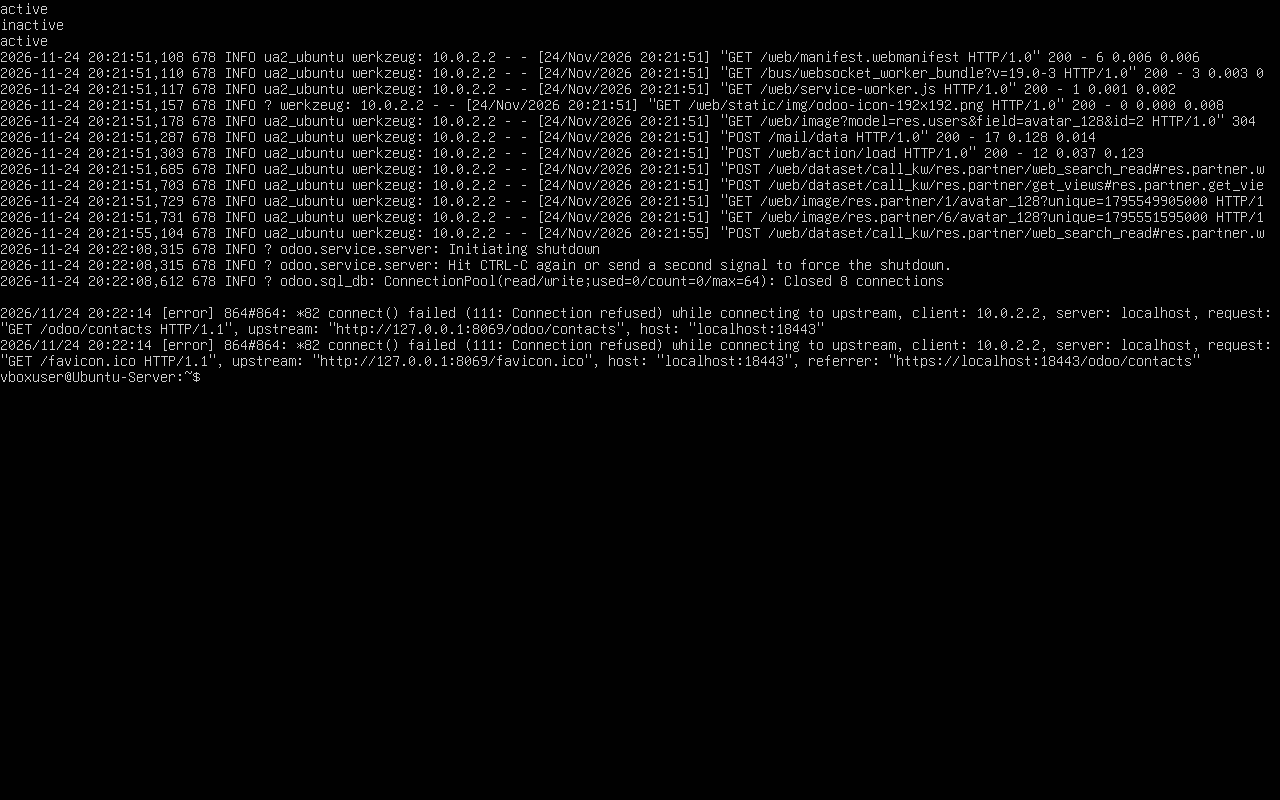 active
inactive
active
2026-11-24 20:21:51,108 678 INFO ua2_ubuntu werkzeug: 10.0.2.2 - - [24/Nov/2026 20:21:51] "GET /web/manifest.webmanifest HTTP/1.0" 200 - 6 0.006 0.006
2026-11-24 20:21:51,110 678 INFO ua2_ubuntu werkzeug: 10.0.2.2 - - [24/Nov/2026 20:21:51] "GET /bus/websocket_worker_bundle?v=19.0-3 HTTP/1.0" 200 - 3 0.003 0
2026-11-24 20:21:51,117 678 INFO ua2_ubuntu werkzeug: 10.0.2.2 - - [24/Nov/2026 20:21:51] "GET /web/service-worker.js HTTP/1.0" 200 - 1 0.001 0.002
2026-11-24 20:21:51,157 678 INFO ? werkzeug: 10.0.2.2 - - [24/Nov/2026 20:21:51] "GET /web/static/img/odoo-icon-192x192.png HTTP/1.0" 200 - 0 0.000 0.008
2026-11-24 20:21:51,178 678 INFO ua2_ubuntu werkzeug: 10.0.2.2 - - [24/Nov/2026 20:21:51] "GET /web/image?model=res.users&field=avatar_128&id=2 HTTP/1.0" 304
2026-11-24 20:21:51,287 678 INFO ua2_ubuntu werkzeug: 10.0.2.2 - - [24/Nov/2026 20:21:51] "POST /mail/data HTTP/1.0" 200 - 17 0.128 0.014
2026-11-24 20:21:51,303 678 INFO ua2_ubuntu werkzeug: 10.0.2.2 - - [24/Nov/2026 20:21:51] "POST /web/action/load HTTP/1.0" 200 - 12 0.037 0.123
2026-11-24 20:21:51,685 678 INFO ua2_ubuntu werkzeug: 10.0.2.2 - - [24/Nov/2026 20:21:51] "POST /web/dataset/call_kw/res.partner/web_search_read#res.partner.w
2026-11-24 20:21:51,703 678 INFO ua2_ubuntu werkzeug: 10.0.2.2 - - [24/Nov/2026 20:21:51] "POST /web/dataset/call_kw/res.partner/get_views#res.partner.get_vie
2026-11-24 20:21:51,729 678 INFO ua2_ubuntu werkzeug: 10.0.2.2 - - [24/Nov/2026 20:21:51] "GET /web/image/res.partner/1/avatar_128?unique=1795549905000 HTTP/1
2026-11-24 20:21:51,731 678 INFO ua2_ubuntu werkzeug: 10.0.2.2 - - [24/Nov/2026 20:21:51] "GET /web/image/res.partner/6/avatar_128?unique=1795551595000 HTTP/1
2026-11-24 20:21:55,104 678 INFO ua2_ubuntu werkzeug: 10.0.2.2 - - [24/Nov/2026 20:21:55] "POST /web/dataset/call_kw/res.partner/web_search_read#res.partner.w
2026-11-24 20:22:08,315 678 INFO ? odoo.service.server: Initiating shutdown
2026-11-24 20:22:08,315 678 INFO ? odoo.service.server: Hit CTRL-C again or send a second signal to force the shutdown.
2026-11-24 20:22:08,612 678 INFO ? odoo.sql_db: ConnectionPool(read/write;used=0/count=0/max=64): Closed 8 connections
2026/11/24 20:22:14 [error] 864#864: *82 connect() failed (111: Connection refused) while connecting to upstream, client: 10.0.2.2, server: localhost, request:
"GET /odoo/contacts HTTP/1.1", upstream: "http://127.0.0.1:8069/odoo/contacts", host: "localhost:18443"
2026/11/24 20:22:14 [error] 864#864: *82 connect() failed (111: Connection refused) while connecting to upstream, client: 10.0.2.2, server: localhost, request:
"GET /favicon.ico HTTP/1.1", upstream: "http://127.0.0.1:8069/favicon.ico", host: "localhost:18443", referrer: "https://localhost:18443/odoo/contacts"
vboxuser@Ubuntu-Server:~$